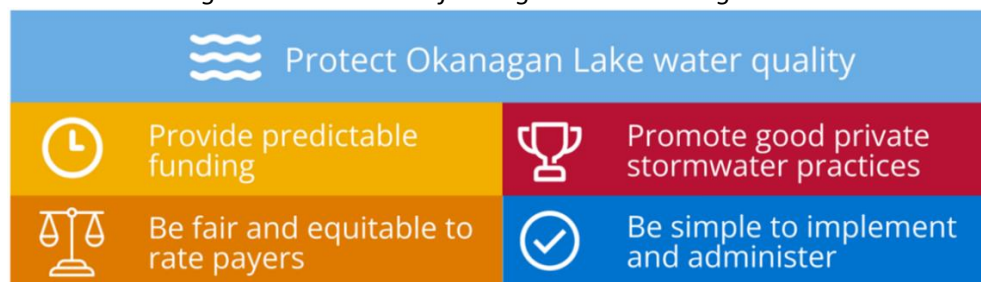 Protect Okanagan Lake water quality
Provide predictable
funding
Promote good private
stormwater practices
Be fair and equitable to
rate payers
Be simple to implement
and administer